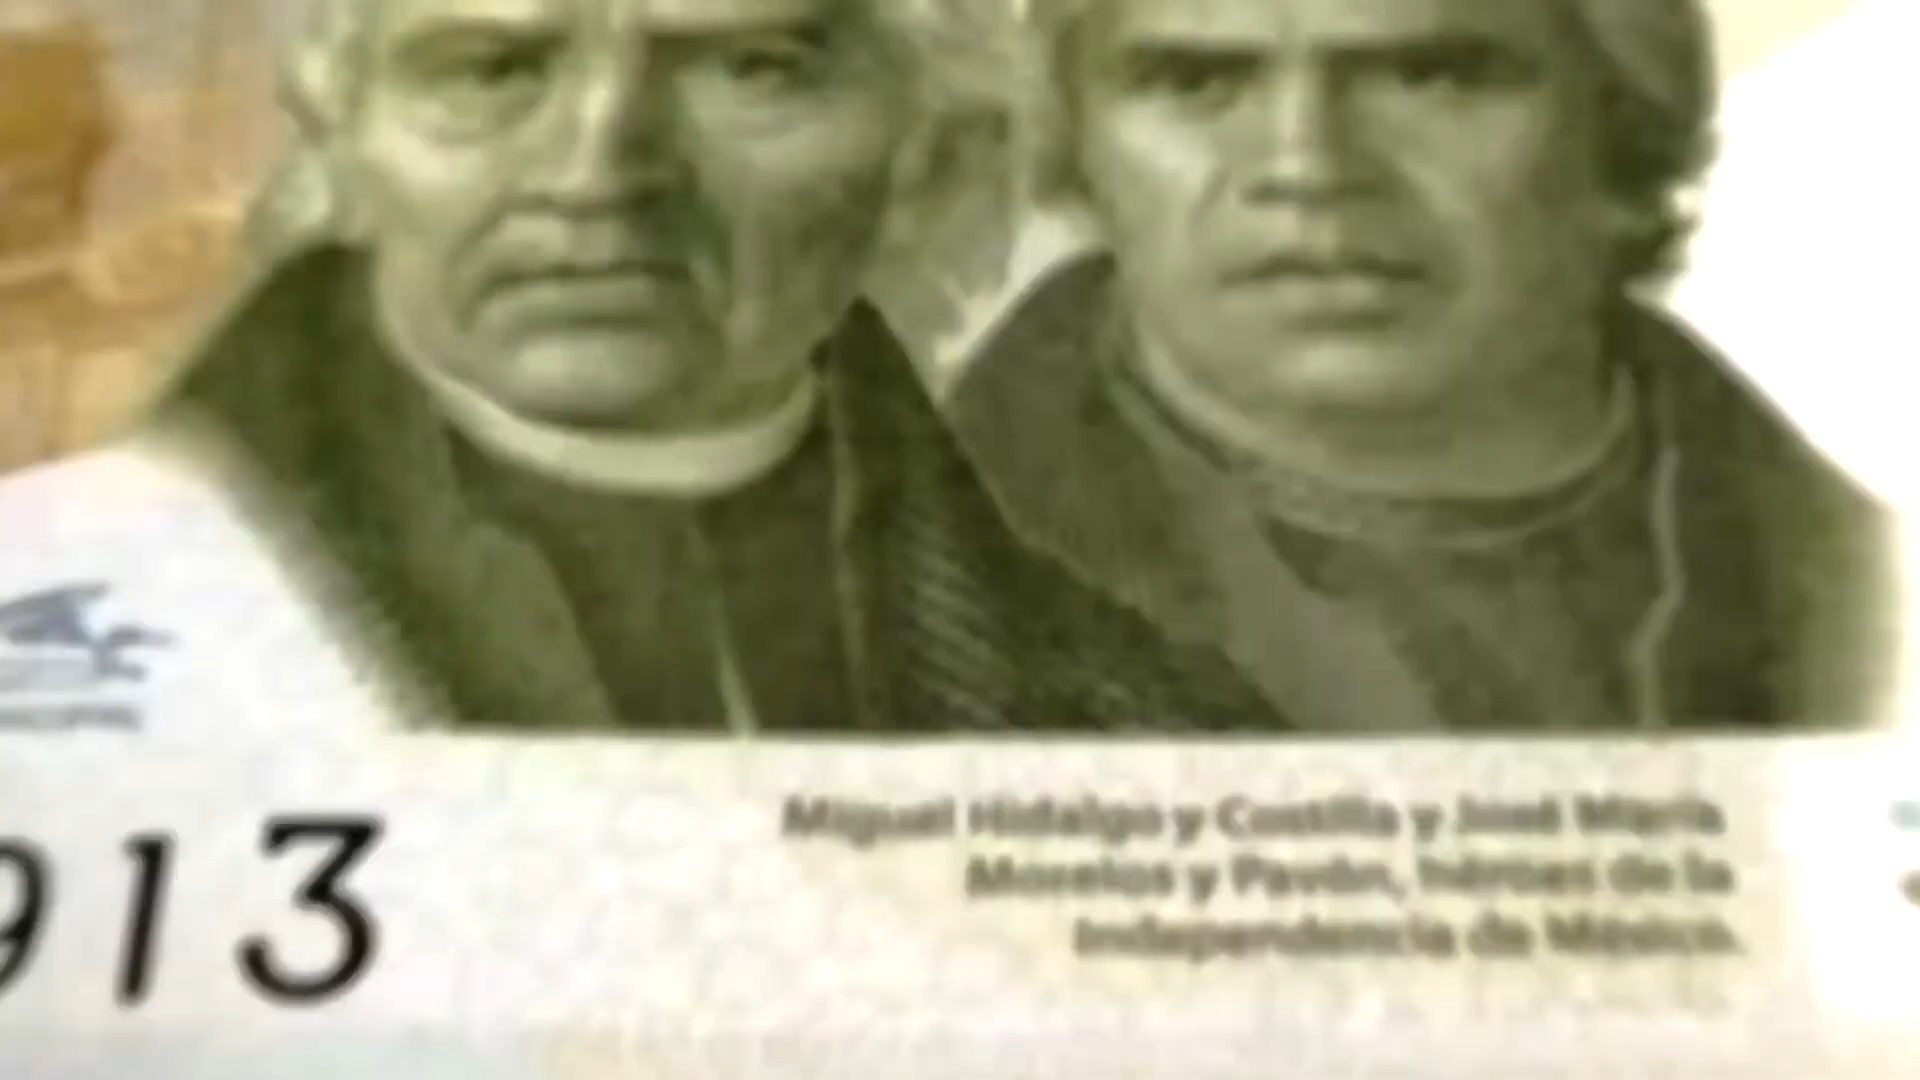 913
Miguel Hidalgo y Costilla y José María
Morelos y Pavón, héroes de la
Independencia de México.